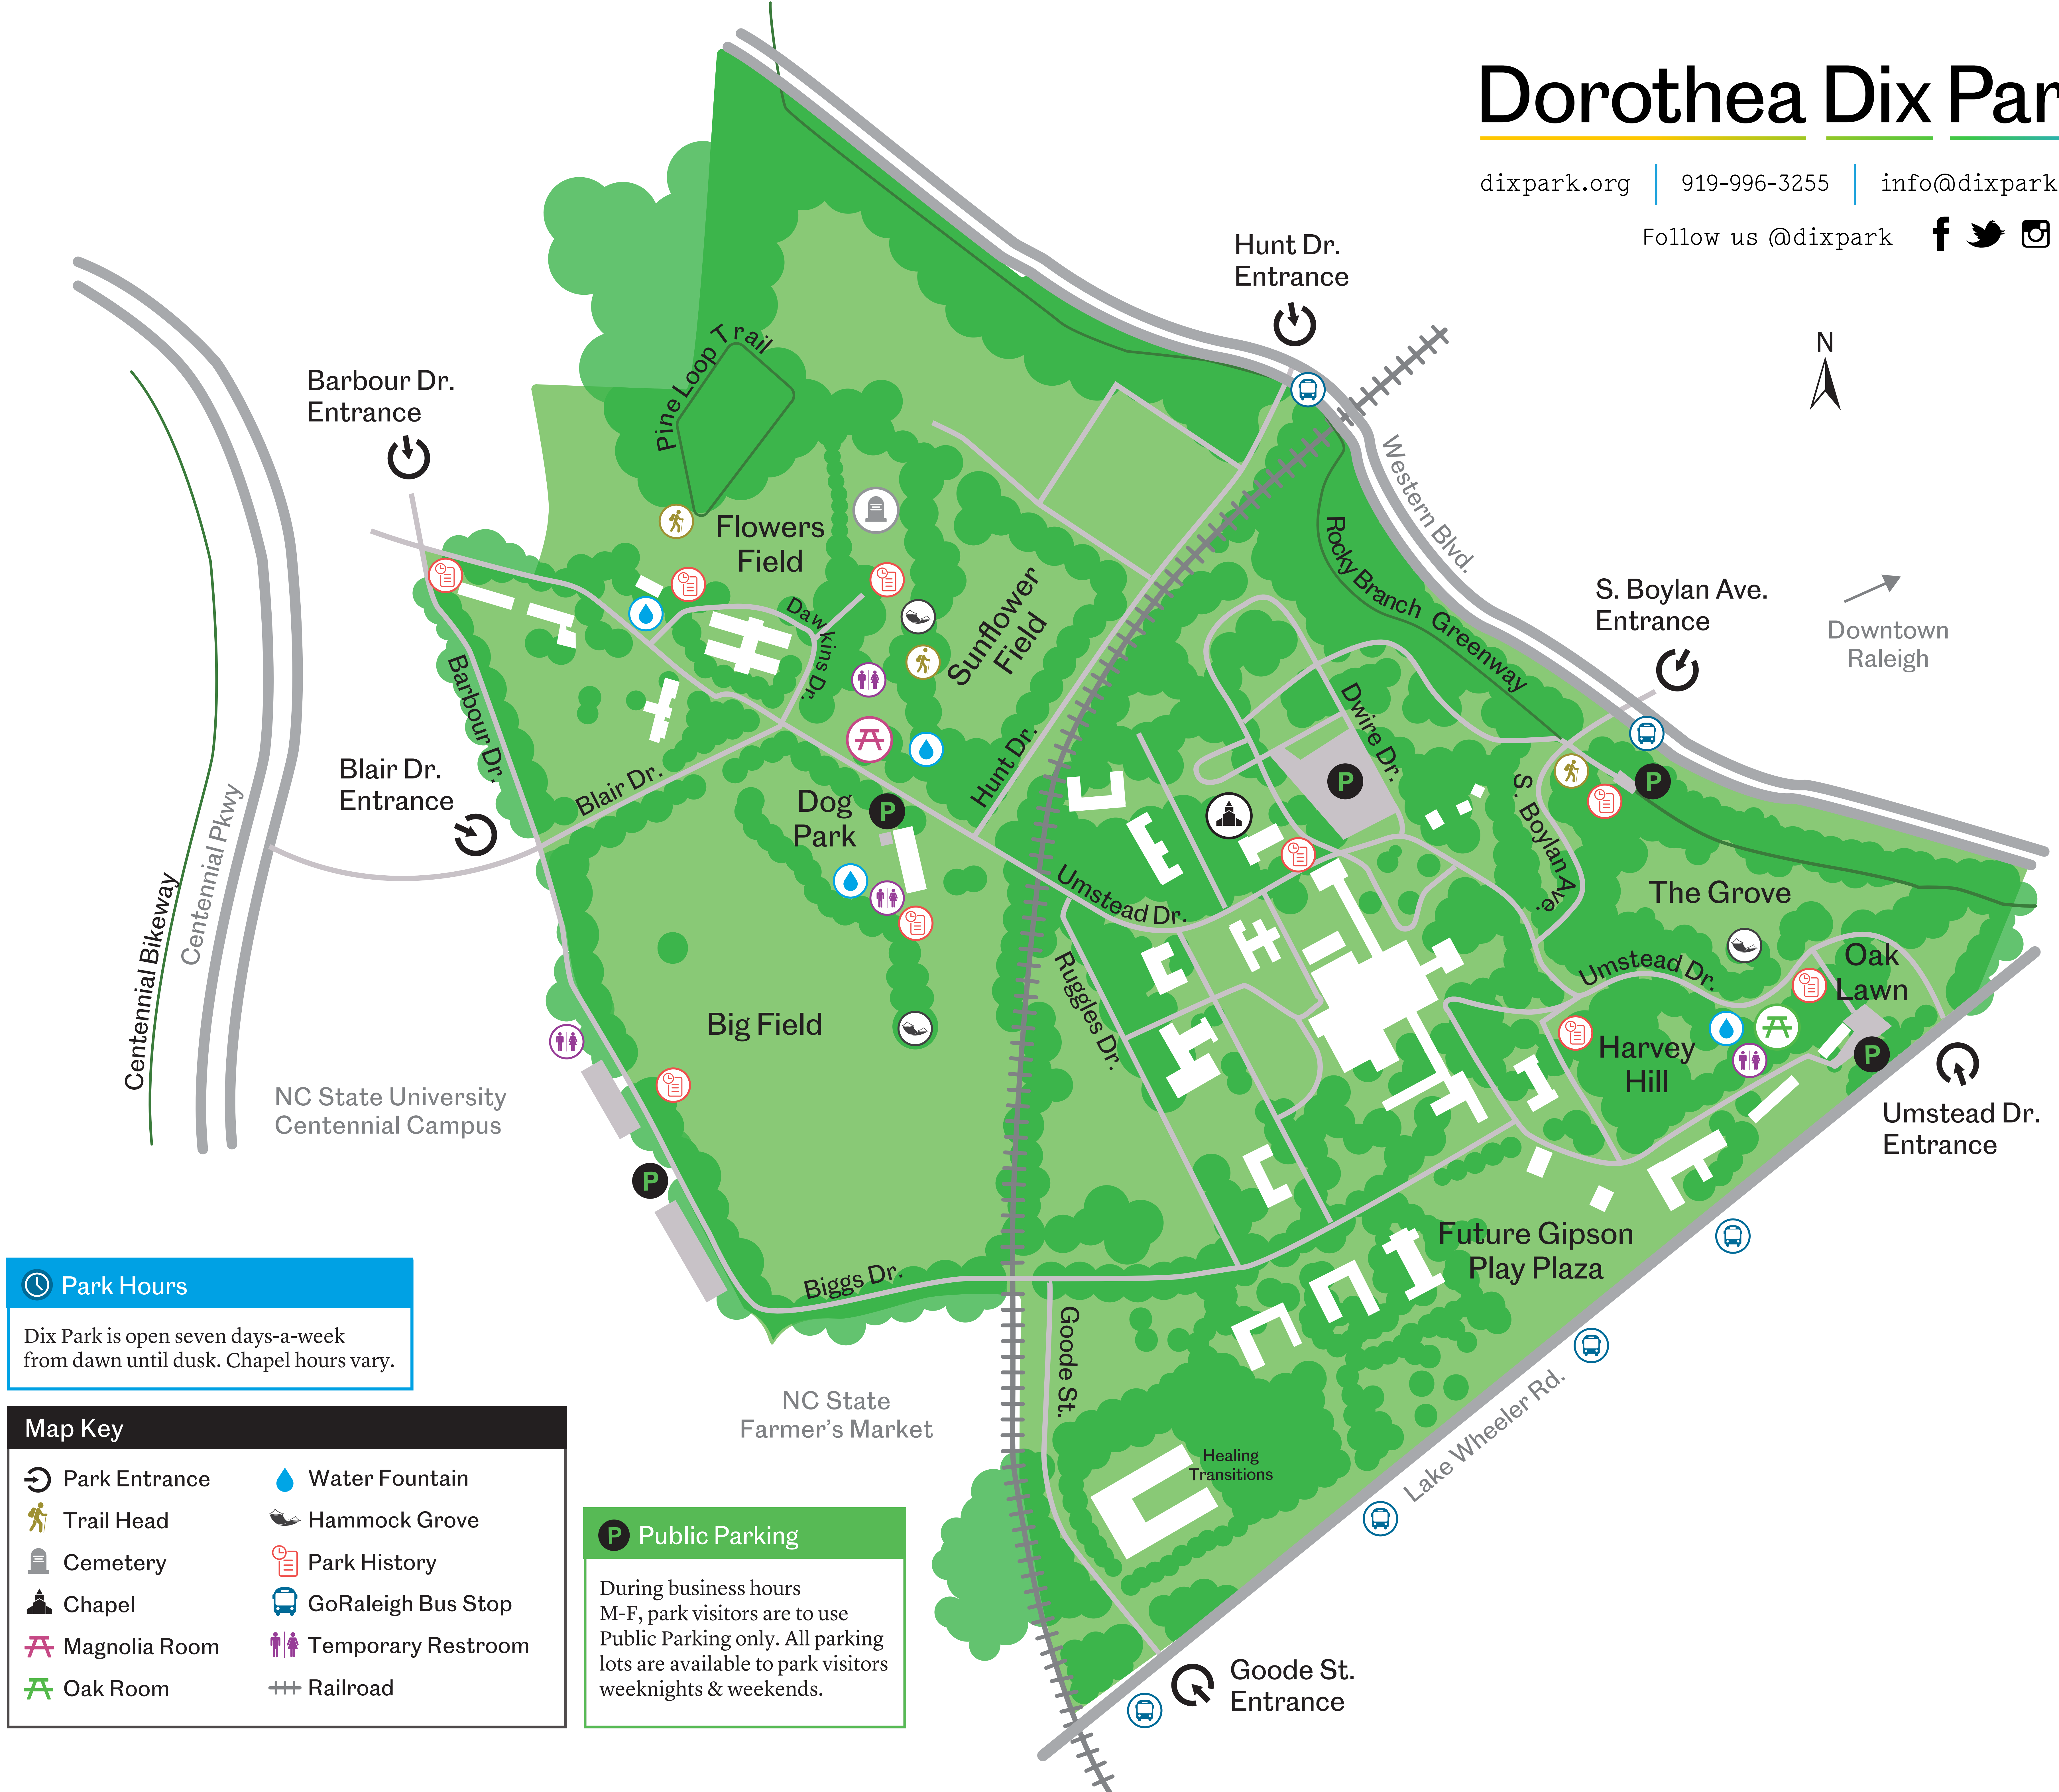 Dorothea Dix Par
dixpark.org
919-996-3255
info@dixpark
Follow us @dixpark
Hunt Dr.
Entrance
N
Barbour Dr.
Entrance
Pine Loop Trail
Western Blvd.
Flowers
Field
Rocky Branch Greenway
S. Boylan Ave.
Entrance
Downtown
Raleigh
Dawkins Dr.
Sunflower
Field
Barbour Dr.
Dwire Dr.
Hunt Dr.
Blair Dr.
Entrance
Blair Dr.
Dog
Park
P
P
P
S. Boylan Ave.
Centennial Pkwy
Centennial Bikeway
Umstead Dr.
The Grove
Oak
Lawn
Umstead Dr.
Ruggles Dr.
Big Field
Harvey
Hill
P
NC State University
Centennial Campus
Umstead Dr.
Entrance
P
Future Gipson
Play Plaza
Biggs Dr.
Goode St.
Park Hours
Dix Park is open seven days-a-week
from dawn until dusk. Chapel hours vary.
NC State
Farmer’s Market
Lake Wheeler Rd.
Healing
Transitions
Map Key
Park Entrance
Trail Head
Cemetery
Chapel
Magnolia Room
Oak Room
Water Fountain
Hammock Grove
Park History
GoRaleigh Bus Stop
Temporary Restroom
Railroad
P Public Parking
During business hours
M-F, park visitors are to use
Public Parking only. All parking
lots are available to park visitors
weeknights & weekends.
Goode St.
Entrance